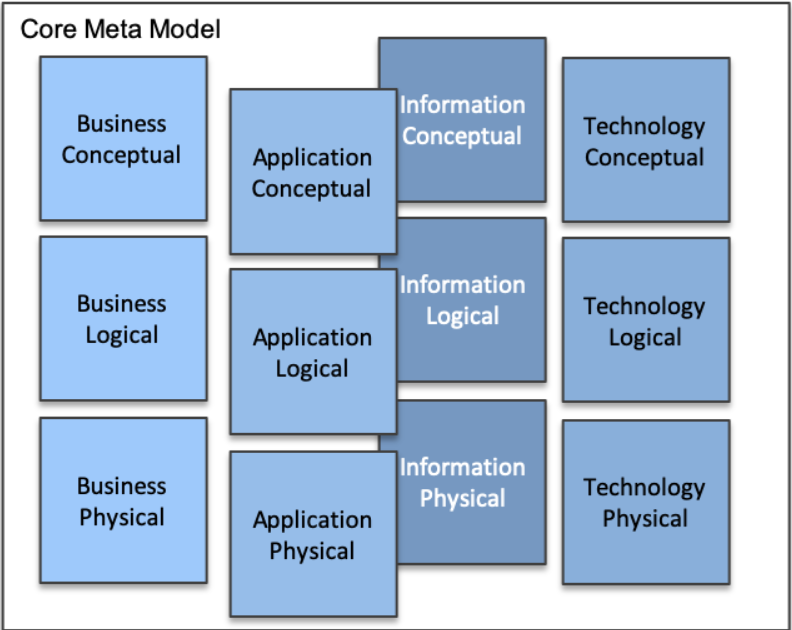 Core Meta Model
Business
Conceptual
Application
Conceptual
Information
Conceptual
Technology
Conceptual
Business
Logical
Application
Logical
Information
Logical
Technology
Logical
Business
Physical
Application
Physical
Information
Physical
Technology
Physical